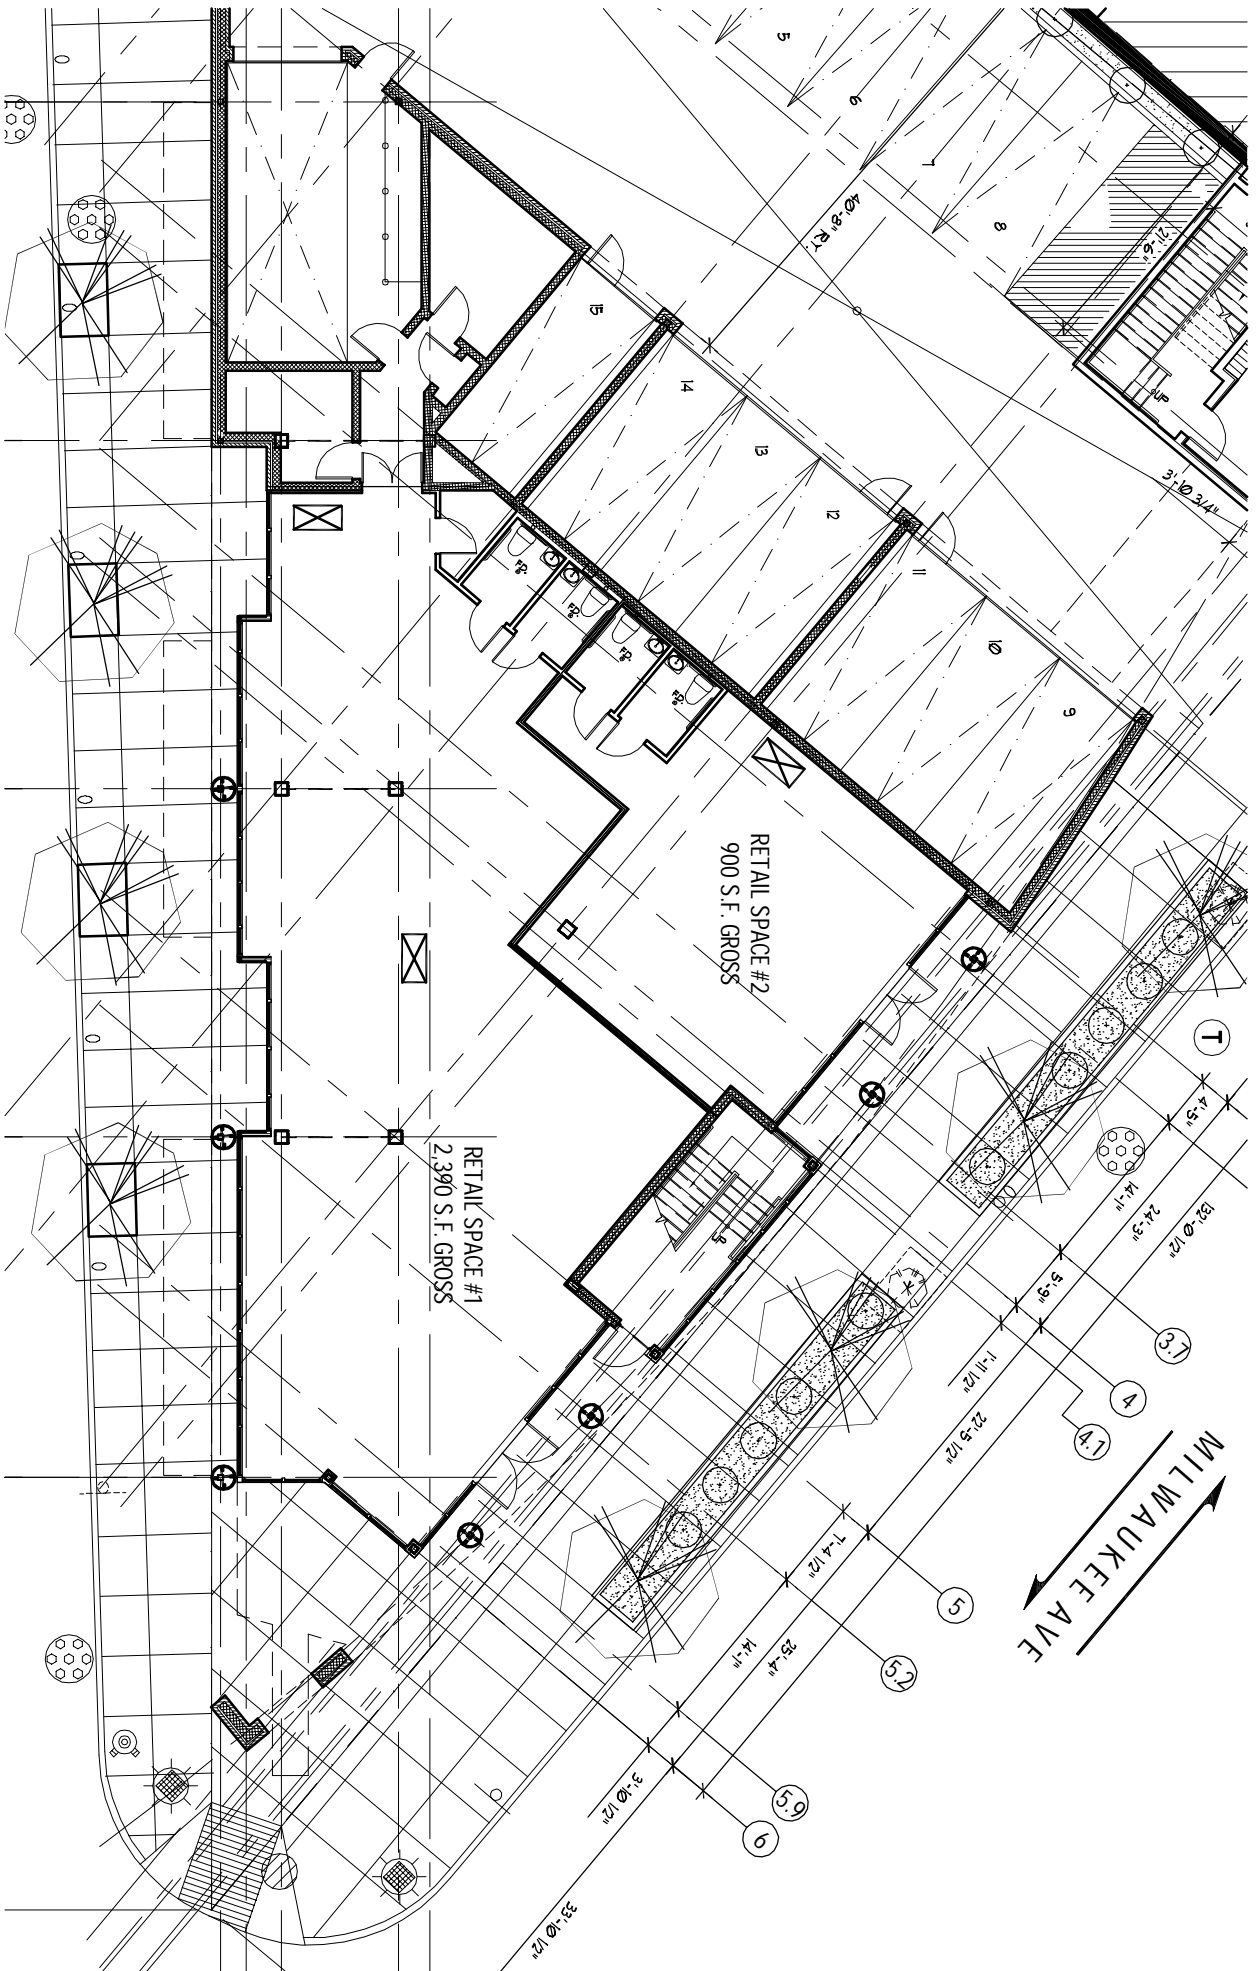 5
6
7
8
40'-8" R.Y.
21'-6"
UP
3'-10 3/4"
15
14
13
12
11
10
9
F.D.
F.D.
F.D.
F.D.
RETAIL SPACE #2
900 S.F. GROSS
RETAIL SPACE #1
2,390 S.F. GROSS
T
4'-5"
14'-1"
24'-3"
132'-0 1/2"
5'-9"
1'-11 1/2"
22'-5 1/2"
3.7
4
4.1
MILWAUKEE AVE
7'-4 1/2"
14'-1"
25'-4"
5
5.2
3'-10 1/2"
5.9
6
33'-10 1/2"